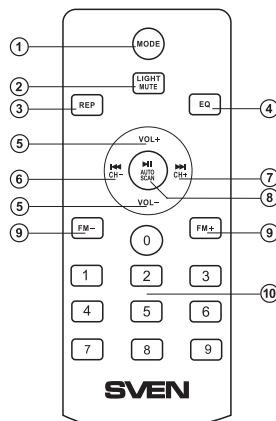 ① MODE
② LIGHT
MUTE
③ REP EQ ④
⑤ VOL+
⑥ ⏮ ⏯ ⏭ ⑦
CH− AUTO CH+
SCAN ⑧
⑤ VOL−
⑨ FM− FM+ ⑨
0
1 2 3
⑩
4 5 6
7 8 9
SVEN